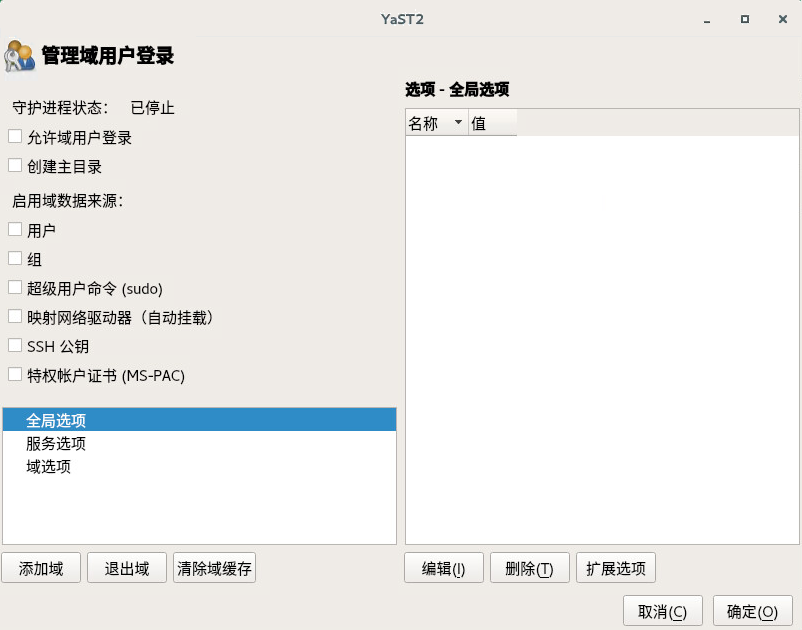 YaST2
管理域用户登录
守护进程状态： 已停止
允许域用户登录
创建主目录
启用域数据来源：
用户
组
超级用户命令 (sudo)
映射网络驱动器（自动挂载）
SSH 公钥
特权帐户证书 (MS-PAC)
全局选项
服务选项
域选项
添加域 退出域 清除域缓存
选项 - 全局选项
名称 值
编辑(I) 删除(T) 扩展选项
取消(C) 确定(O)